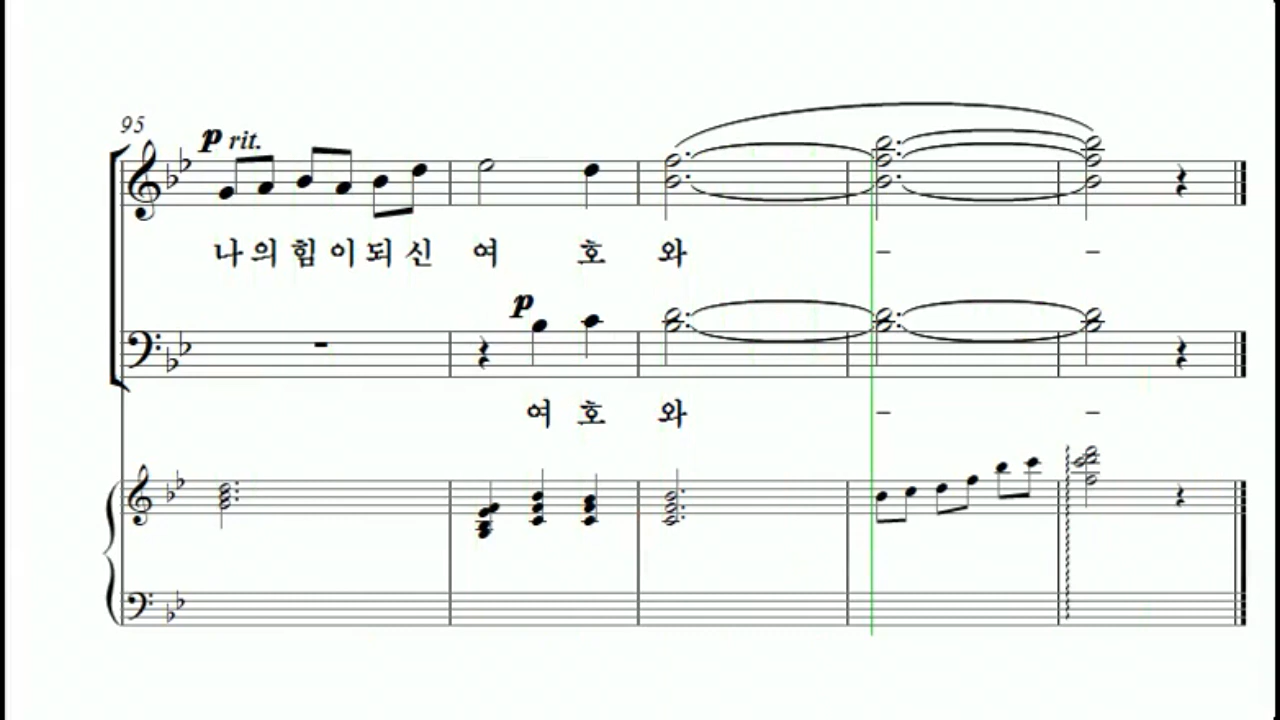 95
p rit.
나의 힘이 되신 여 호 와 - -
p
여 호 와 - -